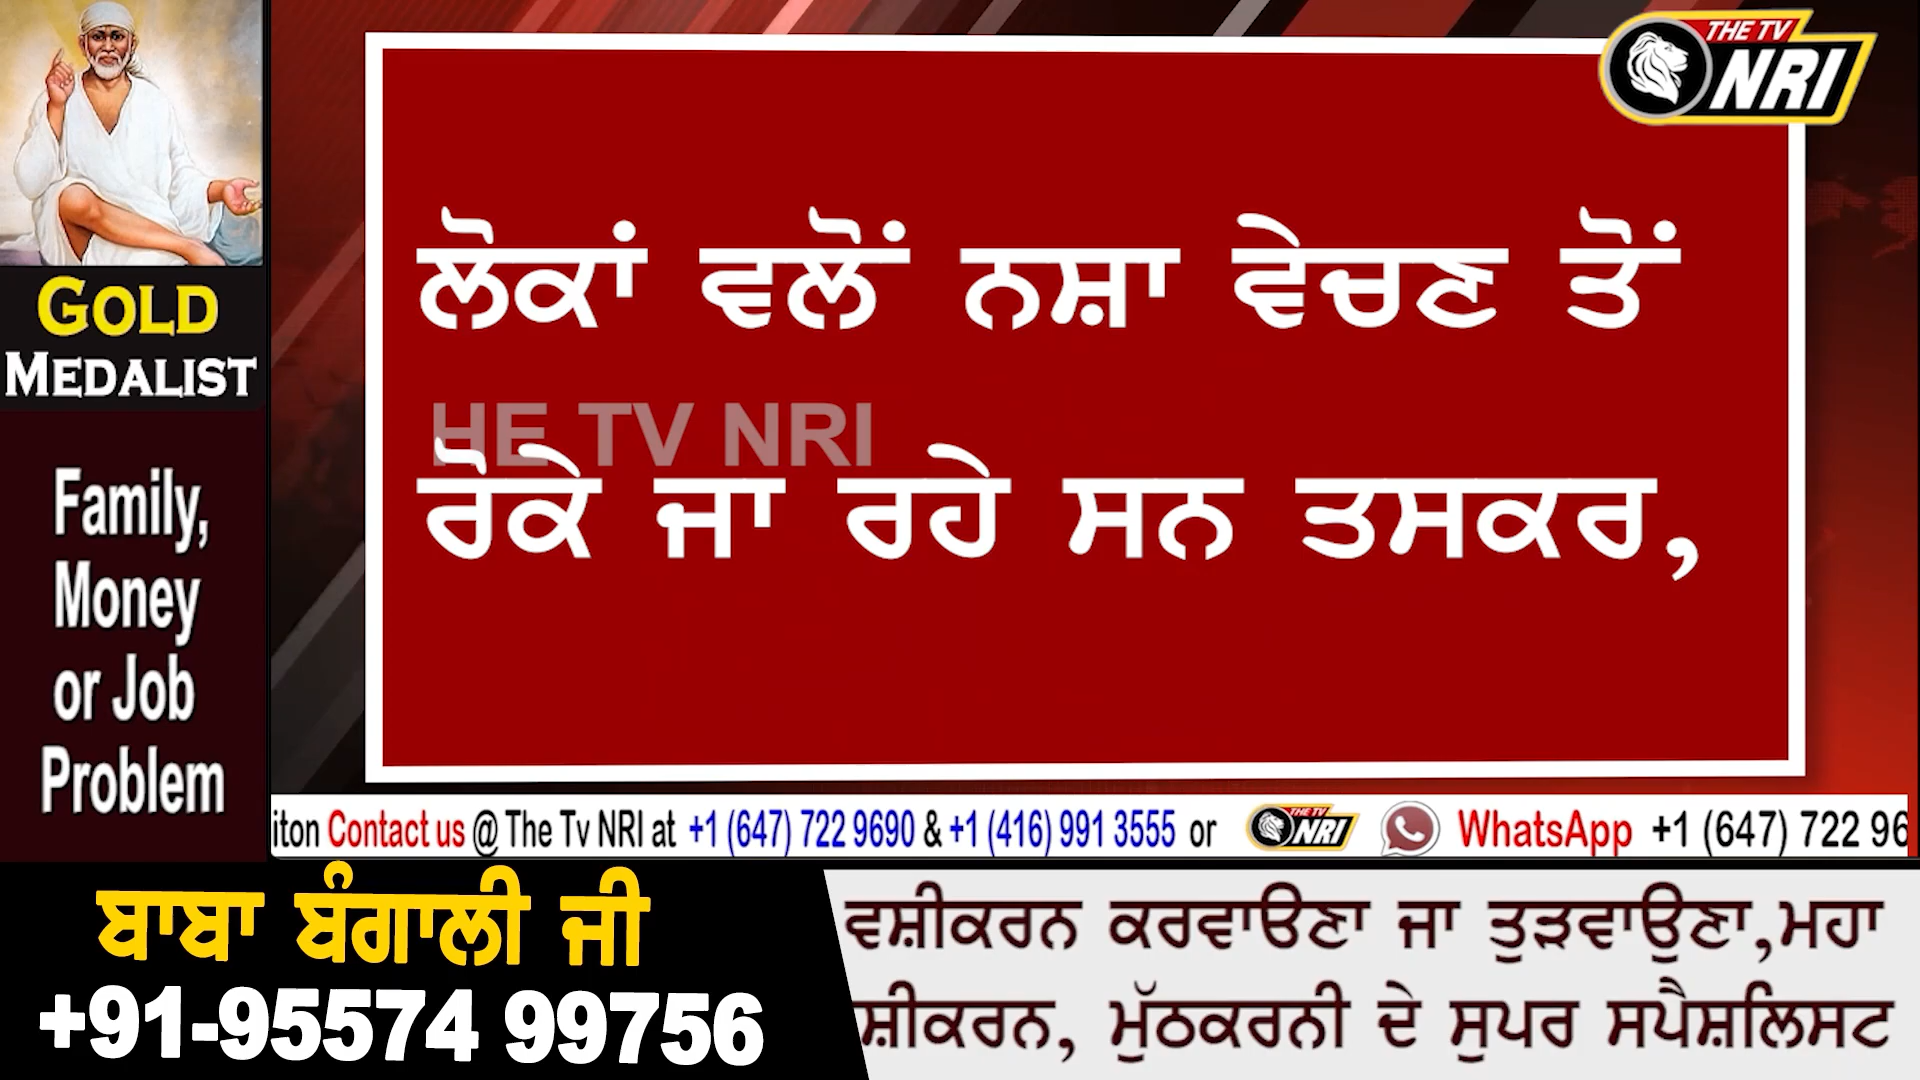 THE TV
NRI
ਲੋਕਾਂ ਵਲੋਂ ਨਸ਼ਾ ਵੇਚਣ ਤੋਂ
HE TV NRI
ਰੋਕੇ ਜਾ ਰਹੇ ਸਨ ਤਸਕਰ,
GOLD
MEDALIST
Family,
Money
or Job
Problem
iton Contact us @ The Tv NRI at +1 (647) 722 9690 & +1 (416) 991 3555 or THE TV NRI WhatsApp +1 (647) 722 96
ਬਾਬਾ ਬੰਗਾਲੀ ਜੀ
+91-95574 99756
ਵਸ਼ੀਕਰਨ ਕਰਵਾਉਣਾ ਜਾ ਤੁੜਵਾਉਣਾ,ਮਹਾ
ਸ਼ੀਕਰਨ, ਮੁੱਠਕਰਨੀ ਦੇ ਸੁਪਰ ਸਪੈਸ਼ਲਿਸਟ